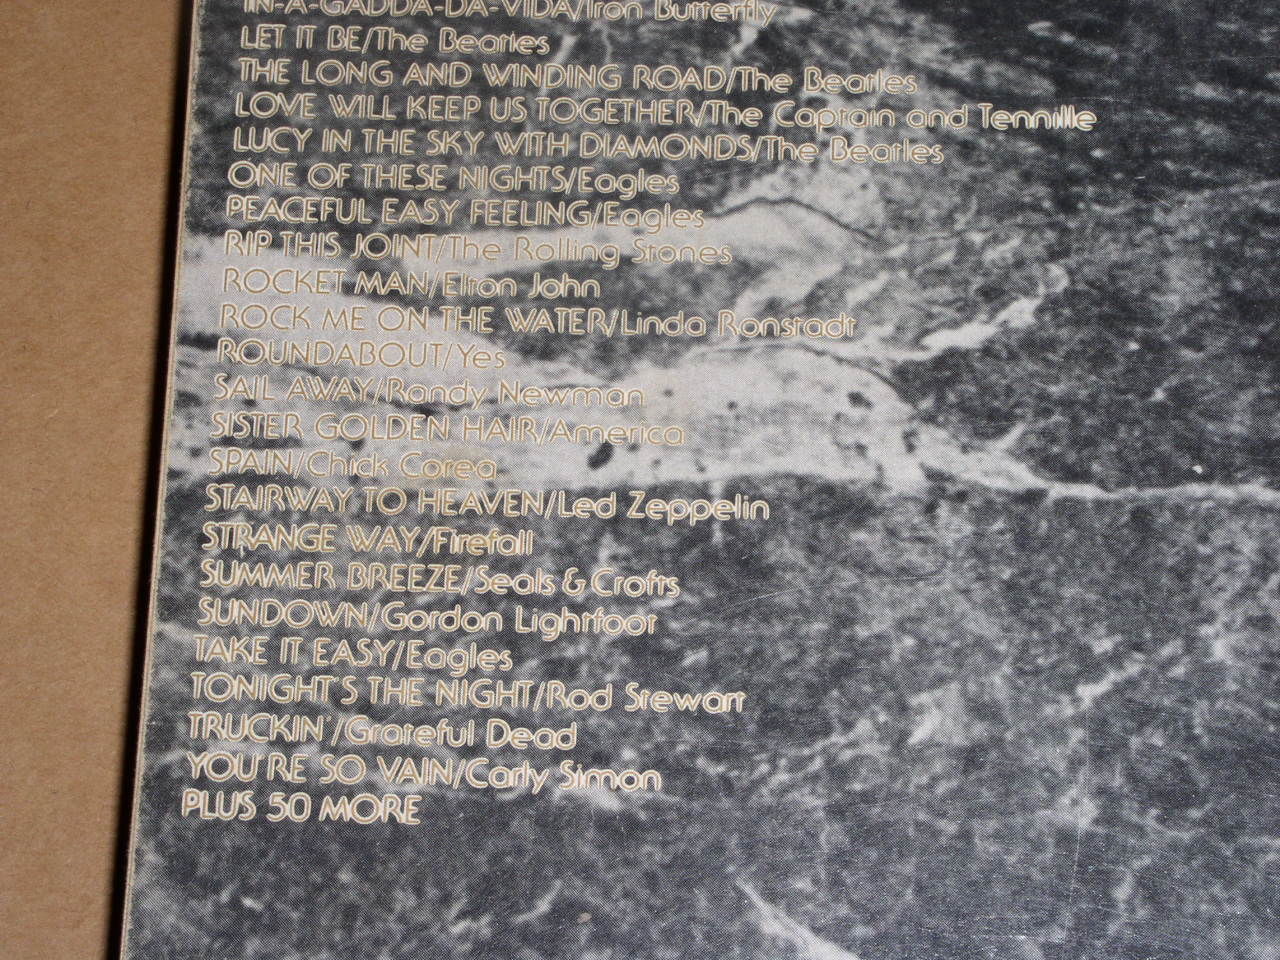 IN-A-GADDA-DA-VIDA/Iron Butterfly
LET IT BE/The Beatles
THE LONG AND WINDING ROAD/The Beatles
LOVE WILL KEEP US TOGETHER/The Captain and Tennille
LUCY IN THE SKY WITH DIAMONDS/The Beatles
ONE OF THESE NIGHTS/Eagles
PEACEFUL EASY FEELING/Eagles
RIP THIS JOINT/The Rolling Stones
ROCKET MAN/Elton John
ROCK ME ON THE WATER/Linda Ronstadt
ROUNDABOUT/Yes
SAIL AWAY/Randy Newman
SISTER GOLDEN HAIR/America
SPAIN/Chick Corea
STAIRWAY TO HEAVEN/Led Zeppelin
STRANGE WAY/Firefall
SUMMER BREEZE/Seals & Crofts
SUNDOWN/Gordon Lightfoot
TAKE IT EASY/Eagles
TONIGHT'S THE NIGHT/Rod Stewart
TRUCKIN'/Grateful Dead
YOU'RE SO VAIN/Carly Simon
PLUS 50 MORE